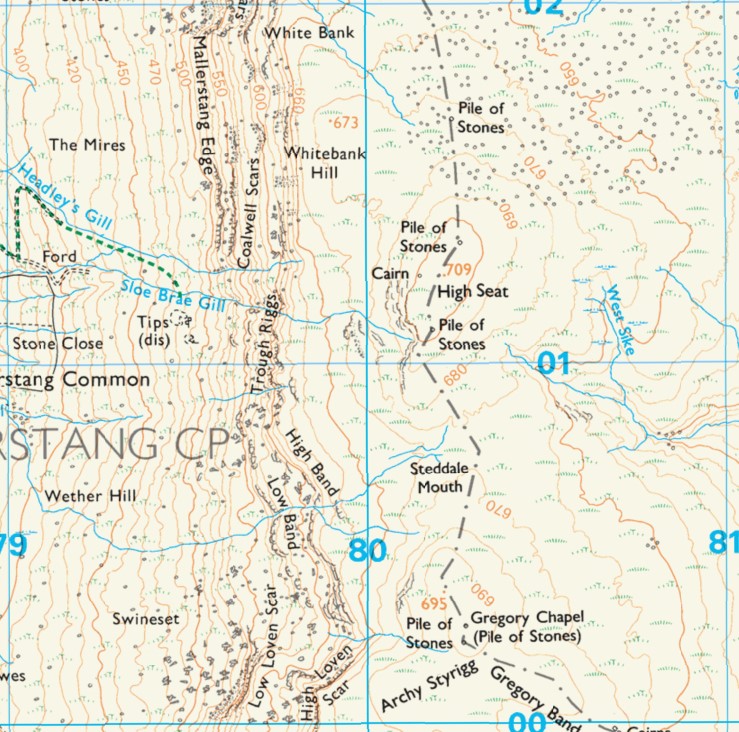 02
White Bank
Mallerstang Edge
400
420
450
470
500
550
600
660
650
673
Pile of
Stones
The Mires
Whitebank
Hill
Coalwell Scars
670
Headley's Gill
690
Pile of
Stones
Ford
Cairn
709
High Seat
Sloe Brae Gill
Tips
(dis)
Pile of
Stones
West Sike
Stone Close
Trough Riggs
01
rstang Common
680
RSTANG CP
High Band
Steddale
Mouth
Wether Hill
Low Band
670
79
80
81
690
695
Swineset
Pile of
Stones
Gregory Chapel
(Pile of Stones)
Low Loven Scar
High Loven
Scar
wes
Archy Styrigg
Gregory Band
00
Cairns